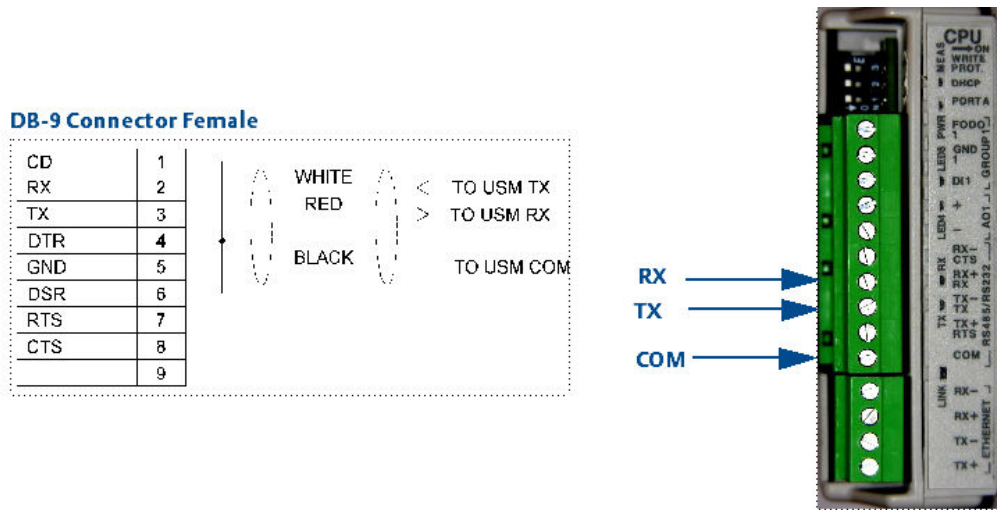 DB-9 Connector Female
CD 1
RX 2 WHITE < TO USM TX
TX 3 RED > TO USM RX
DTR 4
GND 5 BLACK TO USM COM
DSR 6
RTS 7
CTS 8
9
RX
TX
COM
CPU
ON
WRITE
PROT.
MEAS
DHCP
PORT A
PWR
FODO
1
GND
1
GROUP1
LED5
DI1
+
AO1
LED4
-
RX-
CTS
RX
RX+
RX
TX-
TX
TX
TX+
RTS
RS485/RS232
COM
LINK
RX-
RX+
TX-
TX+
ETHERNET